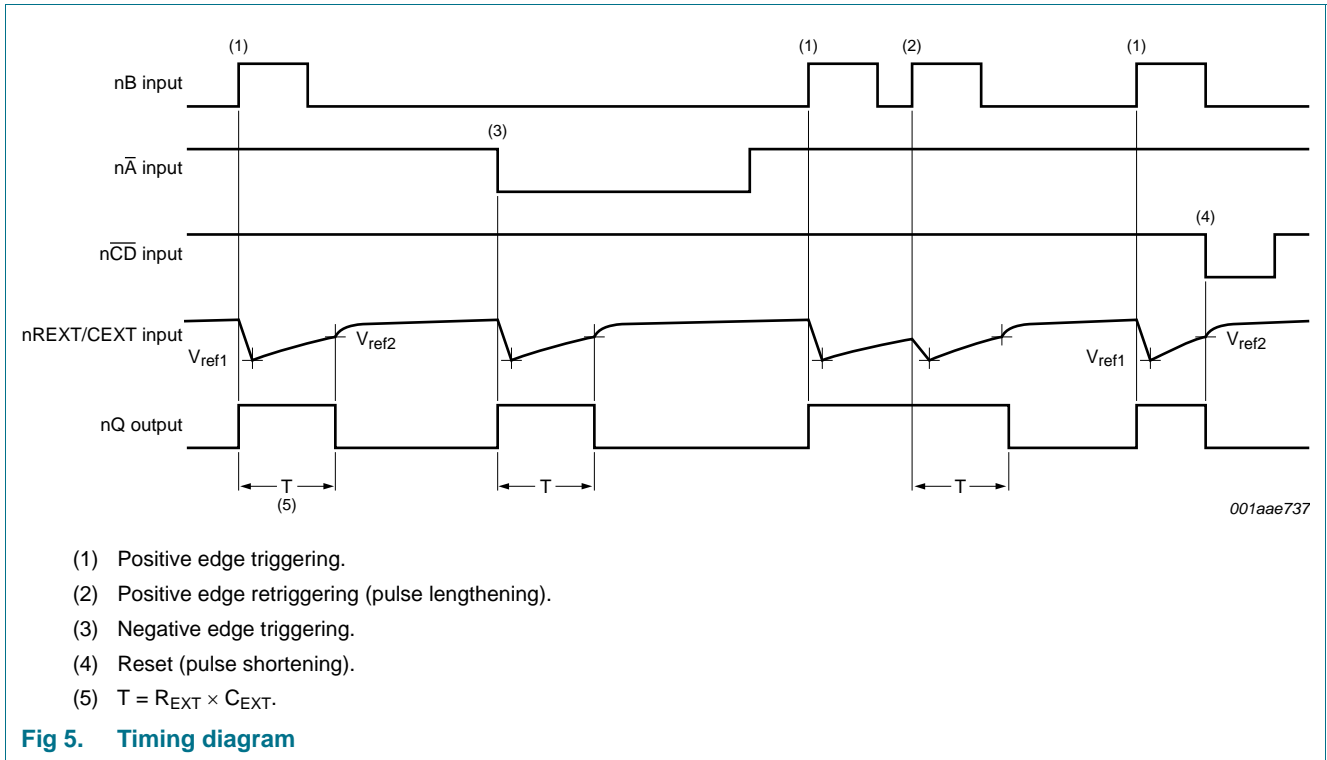 (1) (1) (2) (1)
nB input
(3)
nA̅ input
(4)
nC̅D̅ input
nREXT/CEXT input
Vref1 Vref2 Vref1 Vref2
nQ output
T T T
(5)
001aae737
(1) Positive edge triggering.
(2) Positive edge retriggering (pulse lengthening).
(3) Negative edge triggering.
(4) Reset (pulse shortening).
(5) T = REXT × CEXT.
Fig 5. Timing diagram